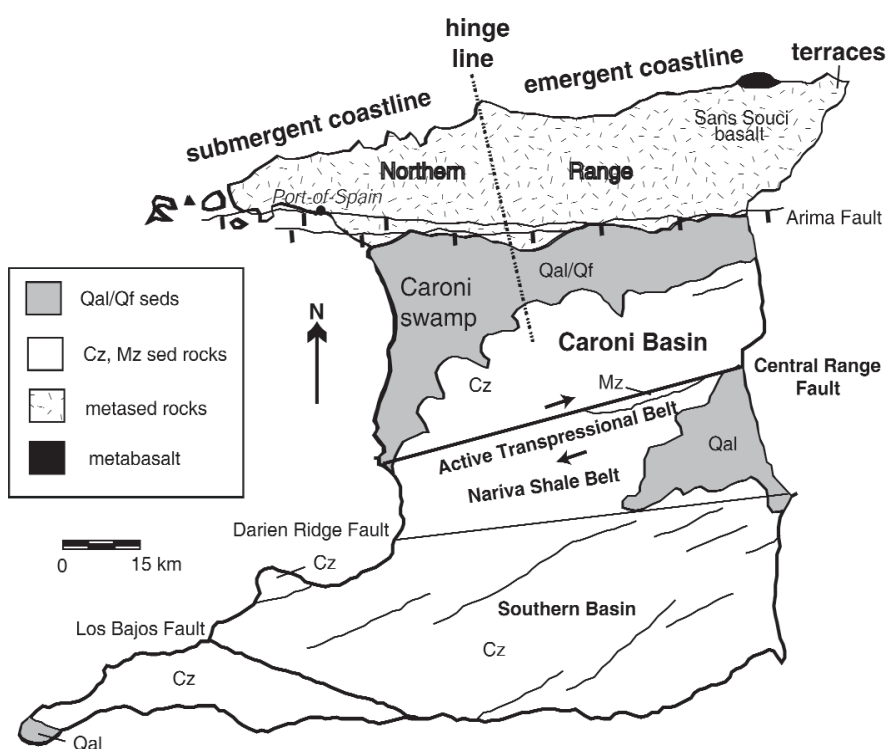 hinge
line
emergent coastline
terraces
submergent coastline
Sans Souci
basalt
Northern
Range
Port-of-Spain
Arima Fault
Qal/Qf seds
Cz, Mz sed rocks
metased rocks
metabasalt
N
Caroni
swamp
Qal/Qf
Caroni Basin
Cz
Mz
Central Range
Fault
Active Transpressional Belt
Qal
Nariva Shale Belt
Darien Ridge Fault
0 15 km
Cz
Southern Basin
Los Bajos Fault
Cz
Cz
Qal